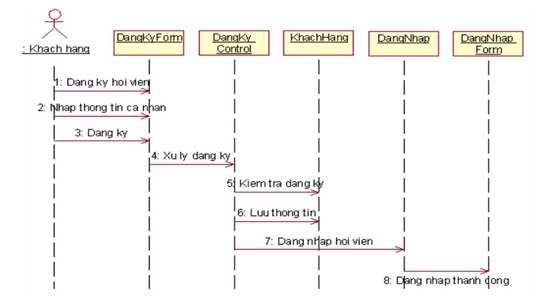 : Khach hang
DangKyForm
DangKy
Control
KhachHang
DangNhap
DangNhap
Form
1: Dang ky hoi vien
2: Nhap thong tin ca nhan
3: Dang ky
4: Xu ly dang ky
5: Kiem tra dang ky
6: Luu thong tin
7: Dang nhap hoi vien
8: Dang nhap thanh cong